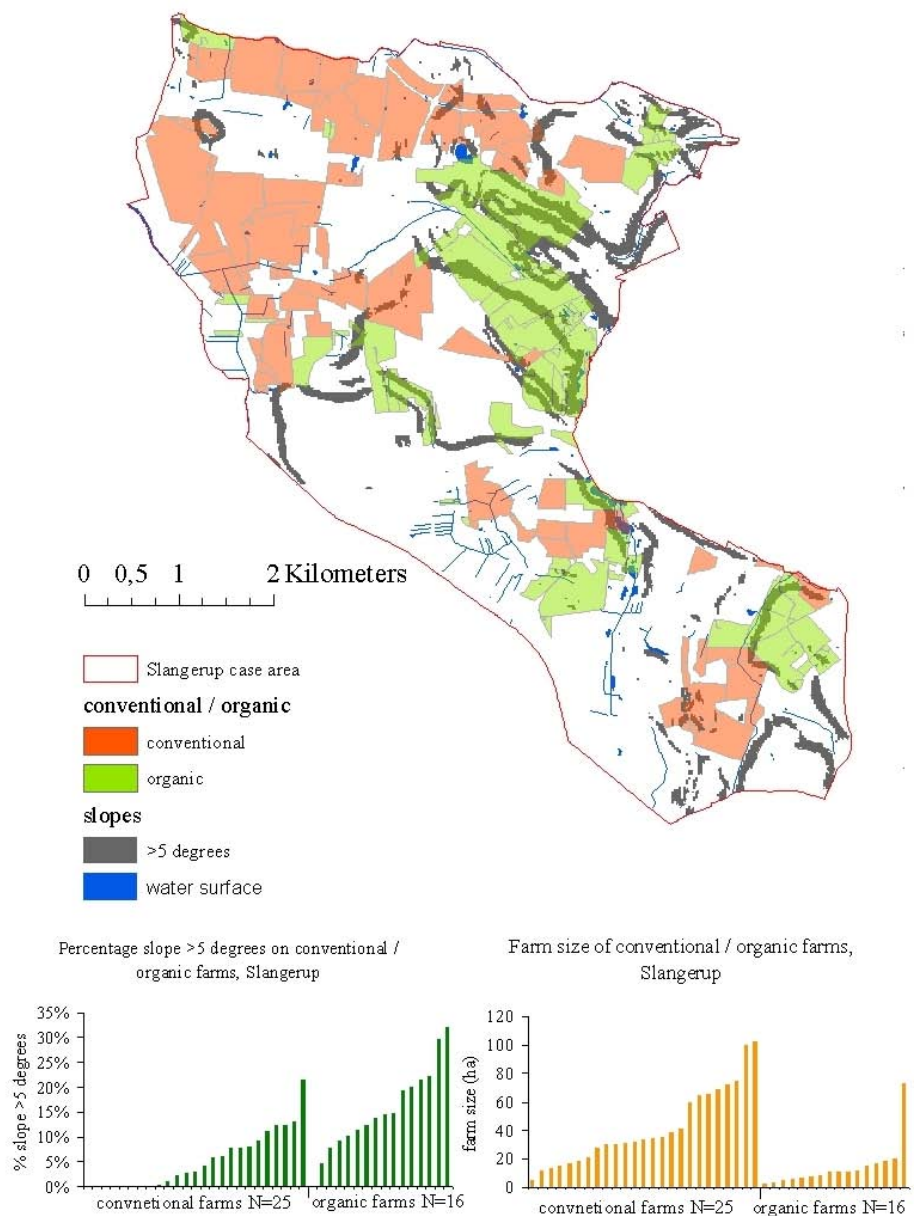 0 0,5 1 2 Kilometers
Slangerup case area
conventional / organic
conventional
organic
slopes
>5 degrees
water surface
Percentage slope >5 degrees on conventional /
organic farms, Slangerup
35%
30%
25%
20%
15%
10%
5%
0%
% slope >5 degrees
convnetional farms N=25 organic farms N=16
Farm size of conventional / organic farms,
Slangerup
120
100
80
60
40
20
0
farm size (ha)
convnetional farms N=25 organic farms N=16